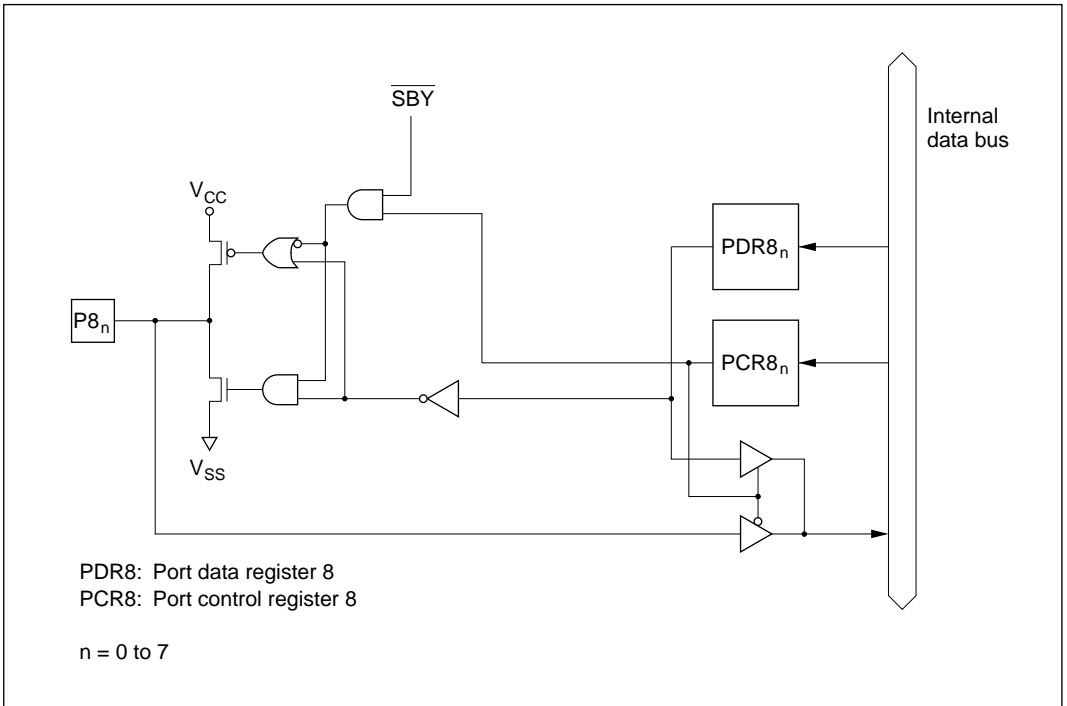 SBY
Internal
data bus
VCC
PDR8n
P8n
PCR8n
VSS
PDR8: Port data register 8
PCR8: Port control register 8
n = 0 to 7